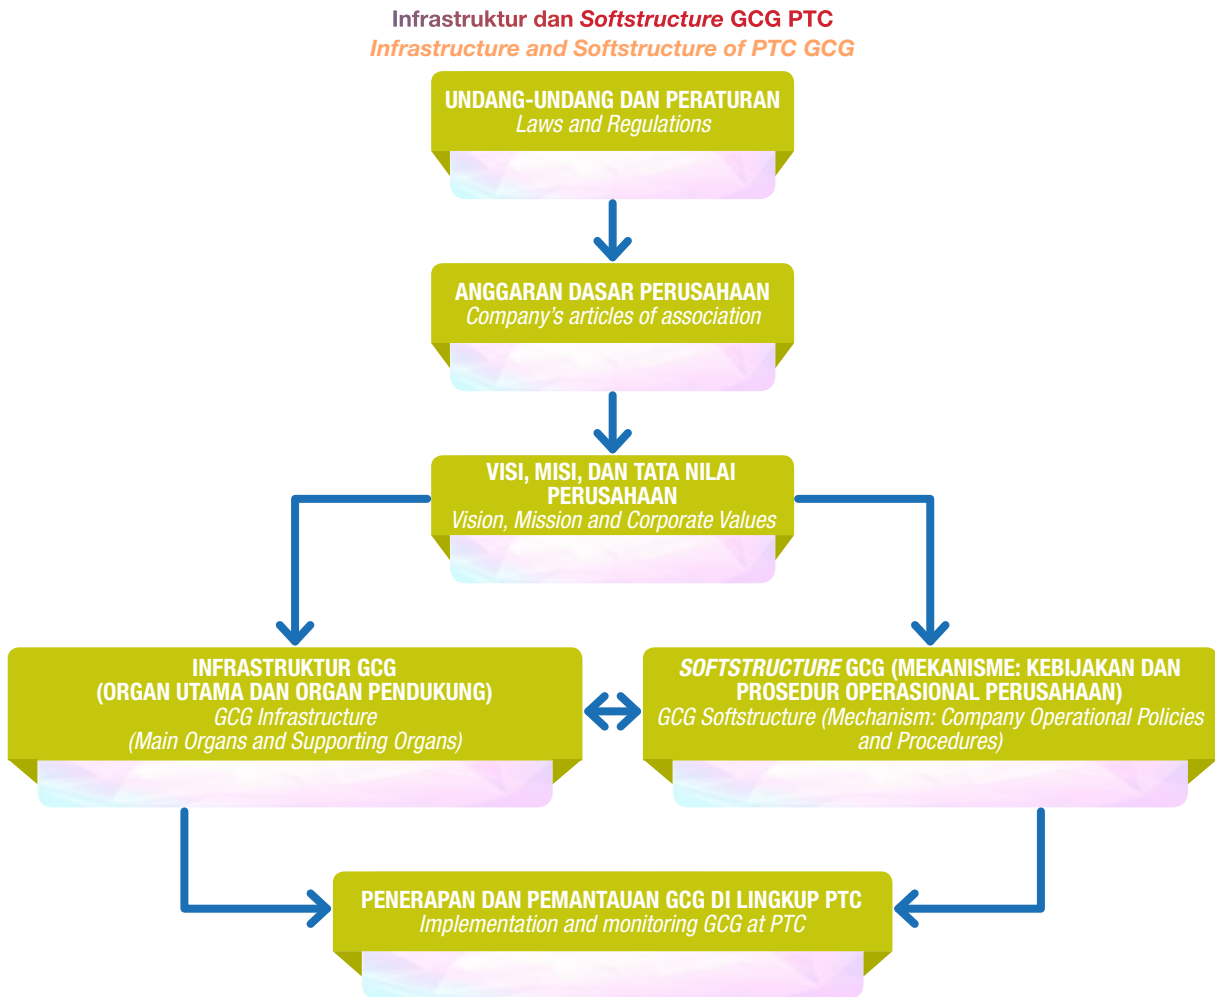 Infrastruktur dan Softstructure GCG PTC
Infrastructure and Softstructure of PTC GCG
UNDANG-UNDANG DAN PERATURAN
Laws and Regulations
ANGGARAN DASAR PERUSAHAAN
Company's articles of association
VISI, MISI, DAN TATA NILAI
PERUSAHAAN
Vision, Mission and Corporate Values
INFRASTRUKTUR GCG
(ORGAN UTAMA DAN ORGAN PENDUKUNG)
GCG Infrastructure
(Main Organs and Supporting Organs)
SOFTSTRUCTURE GCG (MEKANISME: KEBIJAKAN DAN
PROSEDUR OPERASIONAL PERUSAHAAN)
GCG Softstructure (Mechanism: Company Operational Policies
and Procedures)
PENERAPAN DAN PEMANTAUAN GCG DI LINGKUP PTC
Implementation and monitoring GCG at PTC